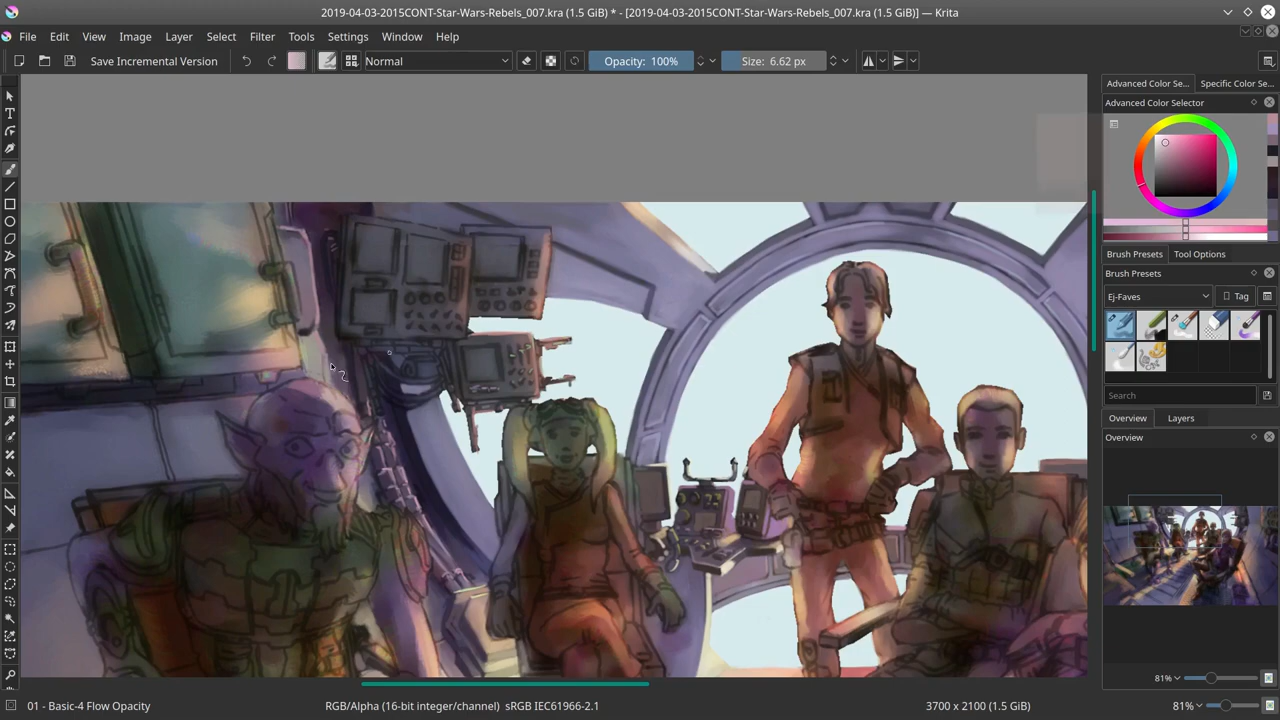 2019-04-03-2015CONT-Star-Wars-Rebels_007.kra (1.5 GiB) * - [2019-04-03-2015CONT-Star-Wars-Rebels_007.kra (1.5 GiB)] — Krita
File Edit View Image Layer Select Filter Tools Settings Window Help
Save Incremental Version Normal Opacity: 100% Size: 6.62 px
Advanced Color Se... Specific Color Se...
Advanced Color Selector
Brush Presets Tool Options
Brush Presets
Ej-Faves Tag
Search
Overview Layers
Overview
81%
01 - Basic-4 Flow Opacity RGB/Alpha (16-bit integer/channel) sRGB IEC61966-2.1 3700 x 2100 (1.5 GiB) 81%